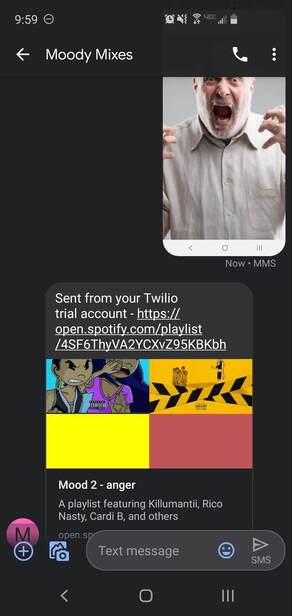 9:59
Moody Mixes
Now • MMS
Sent from your Twilio
trial account - https://
open.spotify.com/playlist
/4SF6ThyVA2YCXvZ95KBKbh
Mood 2 - anger
A playlist featuring Killumantii, Rico
Nasty, Cardi B, and others
open.sp
M
Text message
SMS